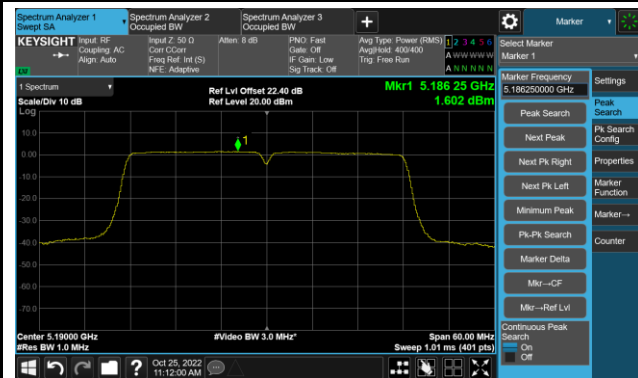 Spectrum Analyzer 1
Swept SA
Spectrum Analyzer 2
Occupied BW
Spectrum Analyzer 3
Occupied BW
Marker
KEYSIGHT
Input: RF
Coupling: AC
Align: Auto
Input Z: 50 Ω
Corr CCorr
Freq Ref: Int (S)
NFE: Adaptive
Atten: 8 dB
PNO: Fast
Gate: Off
IF Gain: Low
Sig Track: Off
Avg Type: Power (RMS)
Avg|Hold: 400/400
Trig: Free Run
1 2 3 4 5 6
A W W W W W
A N N N N N
LXI
Select Marker
Marker 1
1 Spectrum
Scale/Div 10 dB
Ref Lvl Offset 22.40 dB
Ref Level 20.00 dBm
Mkr1 5.186 25 GHz
1.602 dBm
Log
10.0
0.00
-10.0
-20.0
-30.0
-40.0
-50.0
-60.0
-70.0
1
Center 5.19000 GHz
#Res BW 1.0 MHz
#Video BW 3.0 MHz*
Span 60.00 MHz
Sweep 1.01 ms (401 pts)
Marker Frequency
5.186250000 GHz
Peak Search
Next Peak
Next Pk Right
Next Pk Left
Minimum Peak
Pk-Pk Search
Marker Delta
Mkr→CF
Mkr→Ref Lvl
Continuous Peak
Search
On
Off
Settings
Peak
Search
Pk Search
Config
Properties
Marker
Function
Marker→
Counter
?
Oct 25, 2022
11:12:00 AM